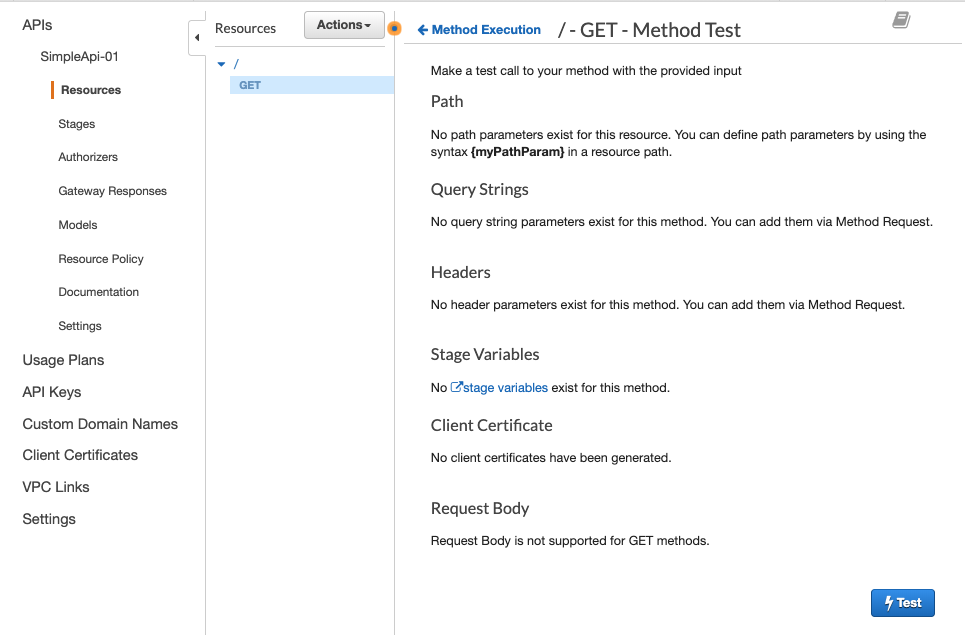 APIs
SimpleApi-01
Resources
Stages
Authorizers
Gateway Responses
Models
Resource Policy
Documentation
Settings
Usage Plans
API Keys
Custom Domain Names
Client Certificates
VPC Links
Settings
Resources
Actions
/
GET
Method Execution / - GET - Method Test
Make a test call to your method with the provided input
Path
No path parameters exist for this resource. You can define path parameters by using the
syntax {myPathParam} in a resource path.
Query Strings
No query string parameters exist for this method. You can add them via Method Request.
Headers
No header parameters exist for this method. You can add them via Method Request.
Stage Variables
No stage variables exist for this method.
Client Certificate
No client certificates have been generated.
Request Body
Request Body is not supported for GET methods.
Test